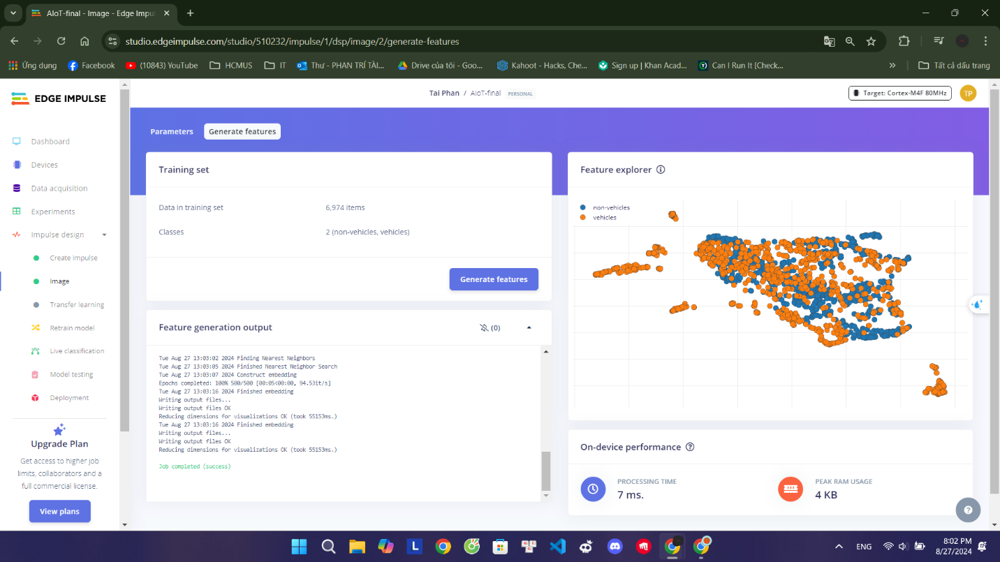 AIoT-final - Image - Edge Impul
studio.edgeimpulse.com/studio/510232/impulse/1/dsp/image/2/generate-features
Ứng dụng
Facebook
(10843) YouTube
HCMUS
IT
Thư - PHAN TRÍ TÀI...
Drive của tôi - Goo...
Kahoot - Hacks, Che...
Sign up | Khan Acad...
Can I Run It [Check...
»
Tất cả dấu trang
EDGE IMPULSE
Tai Phan / AIoT-final PERSONAL
Target: Cortex-M4F 80MHz
TP
Dashboard
Devices
Data acquisition
Experiments
Impulse design
Create impulse
Image
Transfer learning
Retrain model
Live classification
Model testing
Deployment
Upgrade Plan
Get access to higher job
limits, collaborators and a
full commercial license.
View plans
Parameters
Generate features
Training set
Data in training set 6,974 items
Classes 2 (non-vehicles, vehicles)
Generate features
Feature generation output
(0)
Tue Aug 27 13:03:02 2024 Finding Nearest Neighbors
Tue Aug 27 13:03:05 2024 Finished Nearest Neighbor Search
Tue Aug 27 13:03:07 2024 Construct embedding
Epochs completed: 100% 500/500 [00:05<00:00, 94.53it/s]
Tue Aug 27 13:03:16 2024 Finished embedding
Writing output files...
Writing output files OK
Reducing dimensions for visualizations OK (took 55153ms.)
Tue Aug 27 13:03:16 2024 Finished embedding
Writing output files...
Writing output files OK
Reducing dimensions for visualizations OK (took 55153ms.)
Job completed (success)
Feature explorer
non-vehicles
vehicles
On-device performance
PROCESSING TIME
7 ms.
PEAK RAM USAGE
4 KB
L
ENG
8:02 PM
8/27/2024